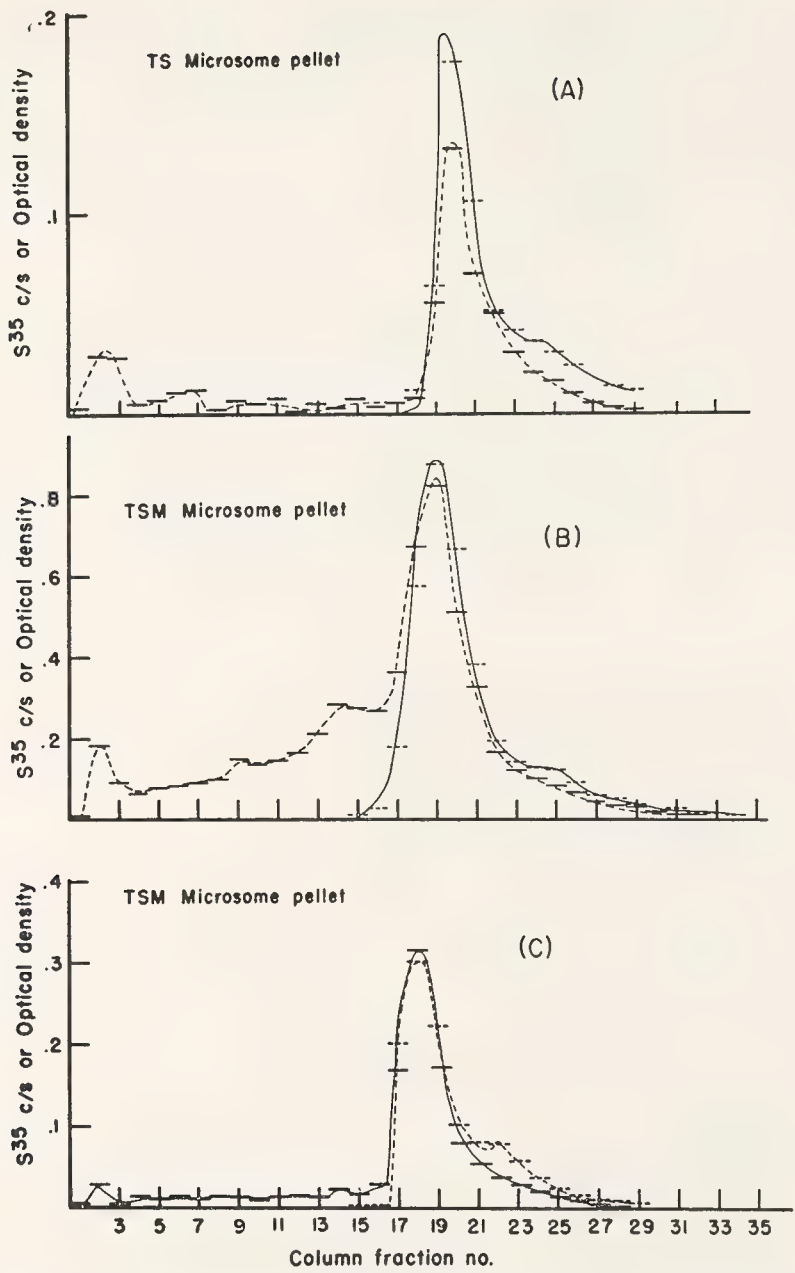 .2
TS Microsome pellet
(A)
.1
S35 c/s or Optical density
.8
TSM Microsome pellet
(B)
.6
.4
.2
S35 c/s or Optical density
.4
TSM Microsome pellet
(C)
.3
.2
.1
S35 c/s or Optical density
3 5 7 9 11 13 15 17 19 21 23 25 27 29 31 33 35
Column fraction no.